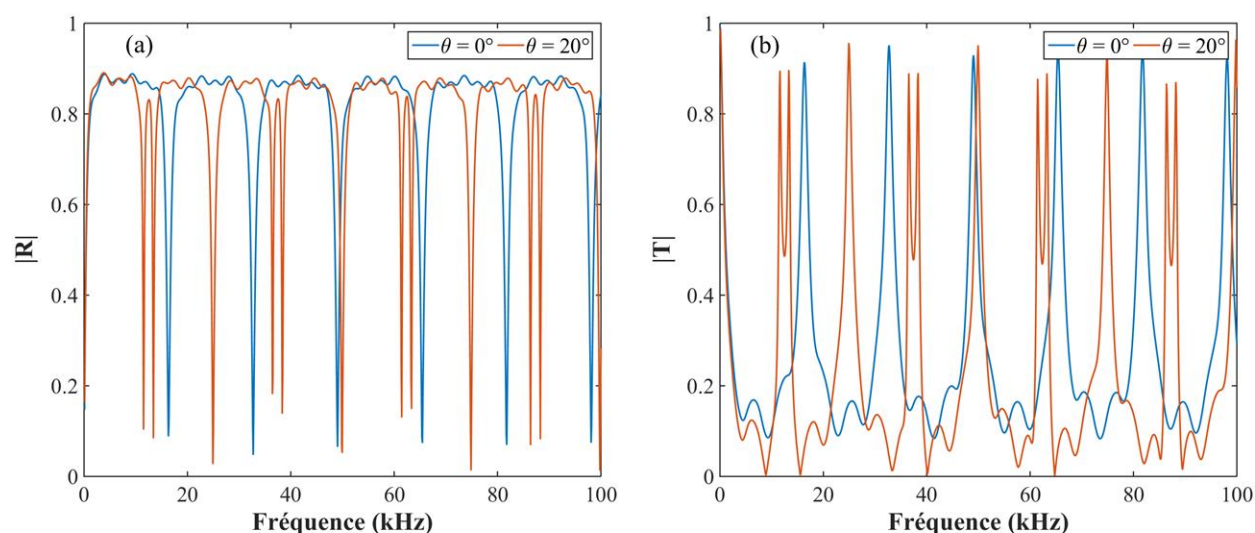 (a)
θ = 0° θ = 20°
1
0.8
0.6
0.4
0.2
0
|R|
0 20 40 60 80 100
Fréquence (kHz)
(b)
θ = 0° θ = 20°
1
0.8
0.6
0.4
0.2
0
|T|
0 20 40 60 80 100
Fréquence (kHz)